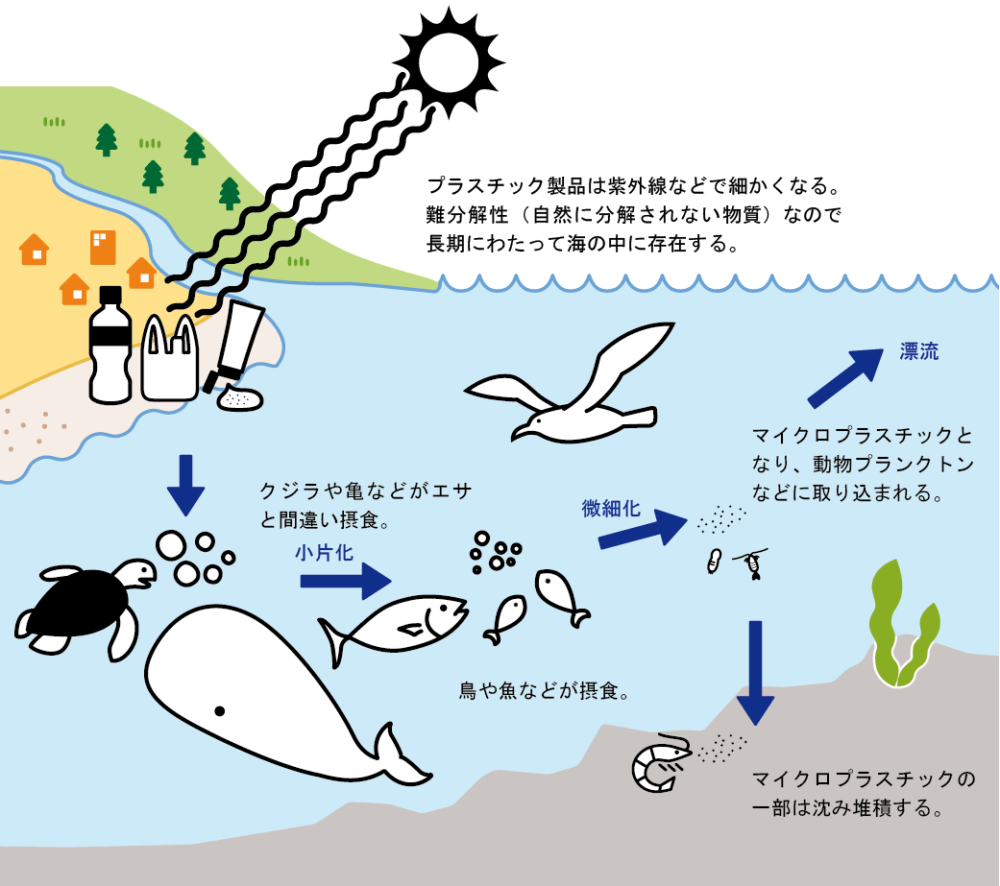 プラスチック製品は紫外線などで細かくなる。
難分解性（自然に分解されない物質）なので
長期にわたって海の中に存在する。
漂流
マイクロプラスチックと
なり、動物プランクトン
などに取り込まれる。
クジラや亀などがエサ
と間違い摂食。
微細化
小片化
鳥や魚などが摂食。
マイクロプラスチックの
一部は沈み堆積する。